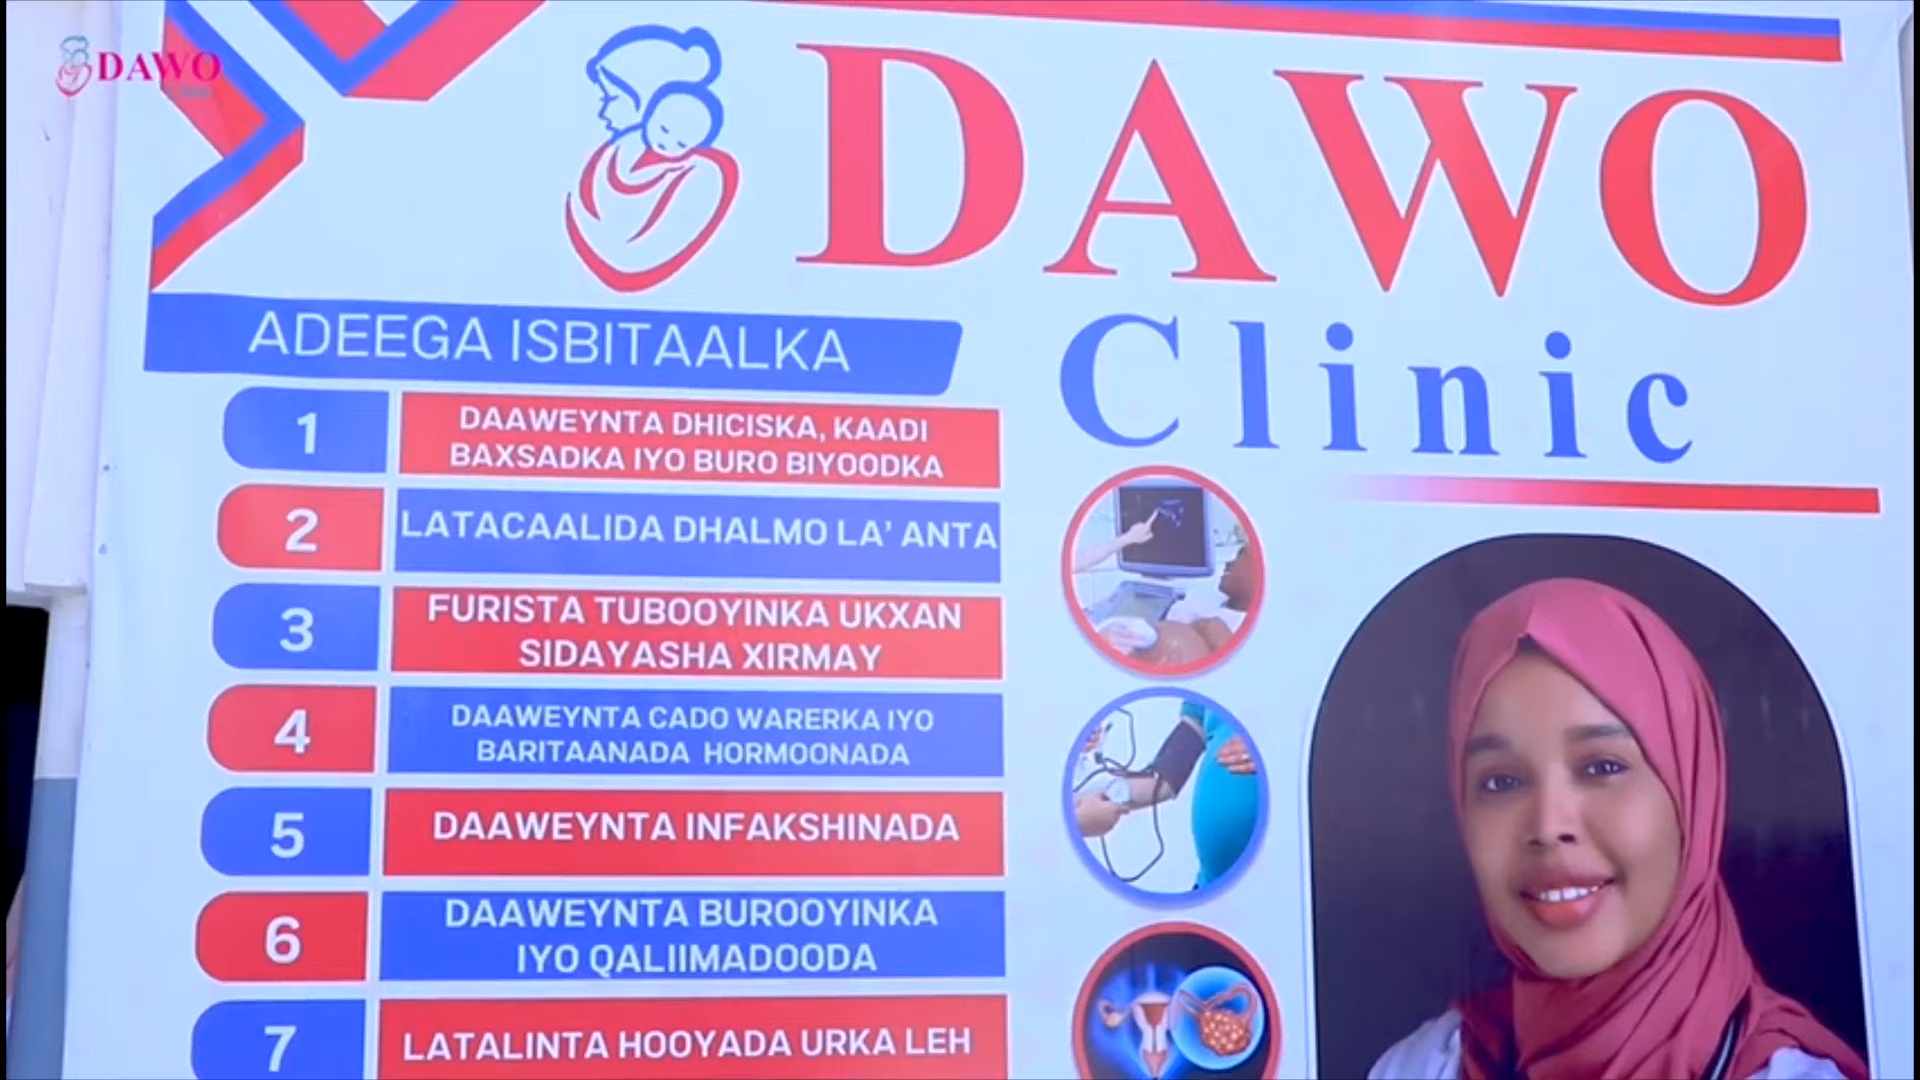 DAWO
DAWO
Clinic
ADEEGA ISBITAALKA
1
DAAWEYNTA DHICISKA, KAADI
BAXSADKA IYO BURO BIYOODKA
2
LATACAALIDA DHALMO LA' ANTA
3
FURISTA TUBOOYINKA UKXAN
SIDAYASHA XIRMAY
4
DAAWEYNTA CADO WARERKA IYO
BARITAANADA HORMOONADA
5
DAAWEYNTA INFAKSHINADA
6
DAAWEYNTA BUROOYINKA
IYO QALIIMADOODA
7
LATALINTA HOOYADA URKA LEH